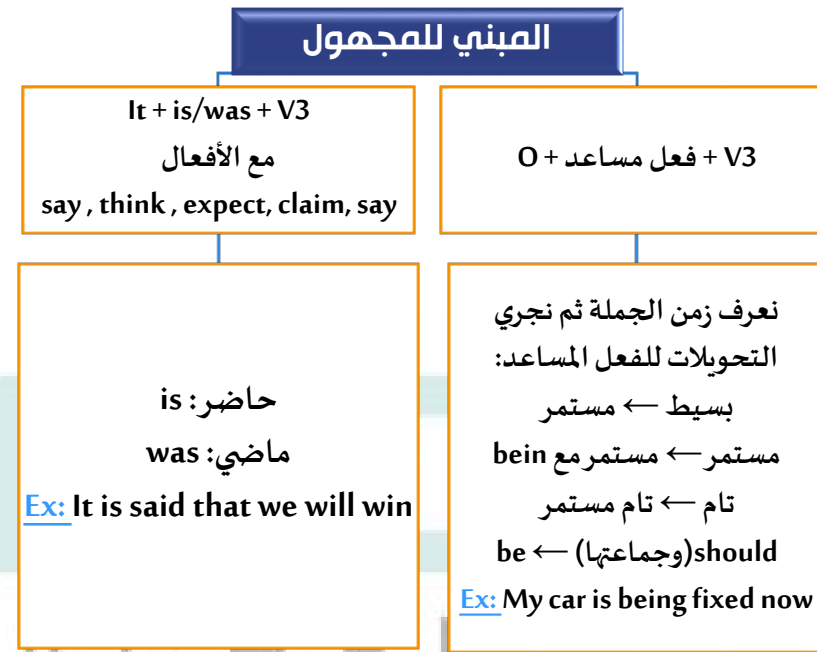 المبني للمجهول
O + فعل مساعد + V3
نعرف زمن الجملة ثم نجري
التحويلات للفعل المساعد:
بسيط ← مستمر
مستمر ← مستمر مع bein
تام ← تام مستمر
should(وجماعتها) ← be
Ex: My car is being fixed now
It + is/was + V3
مع الأفعال
say , think , expect, claim, say
حاضر: is
ماضي: was
Ex: It is said that we will win